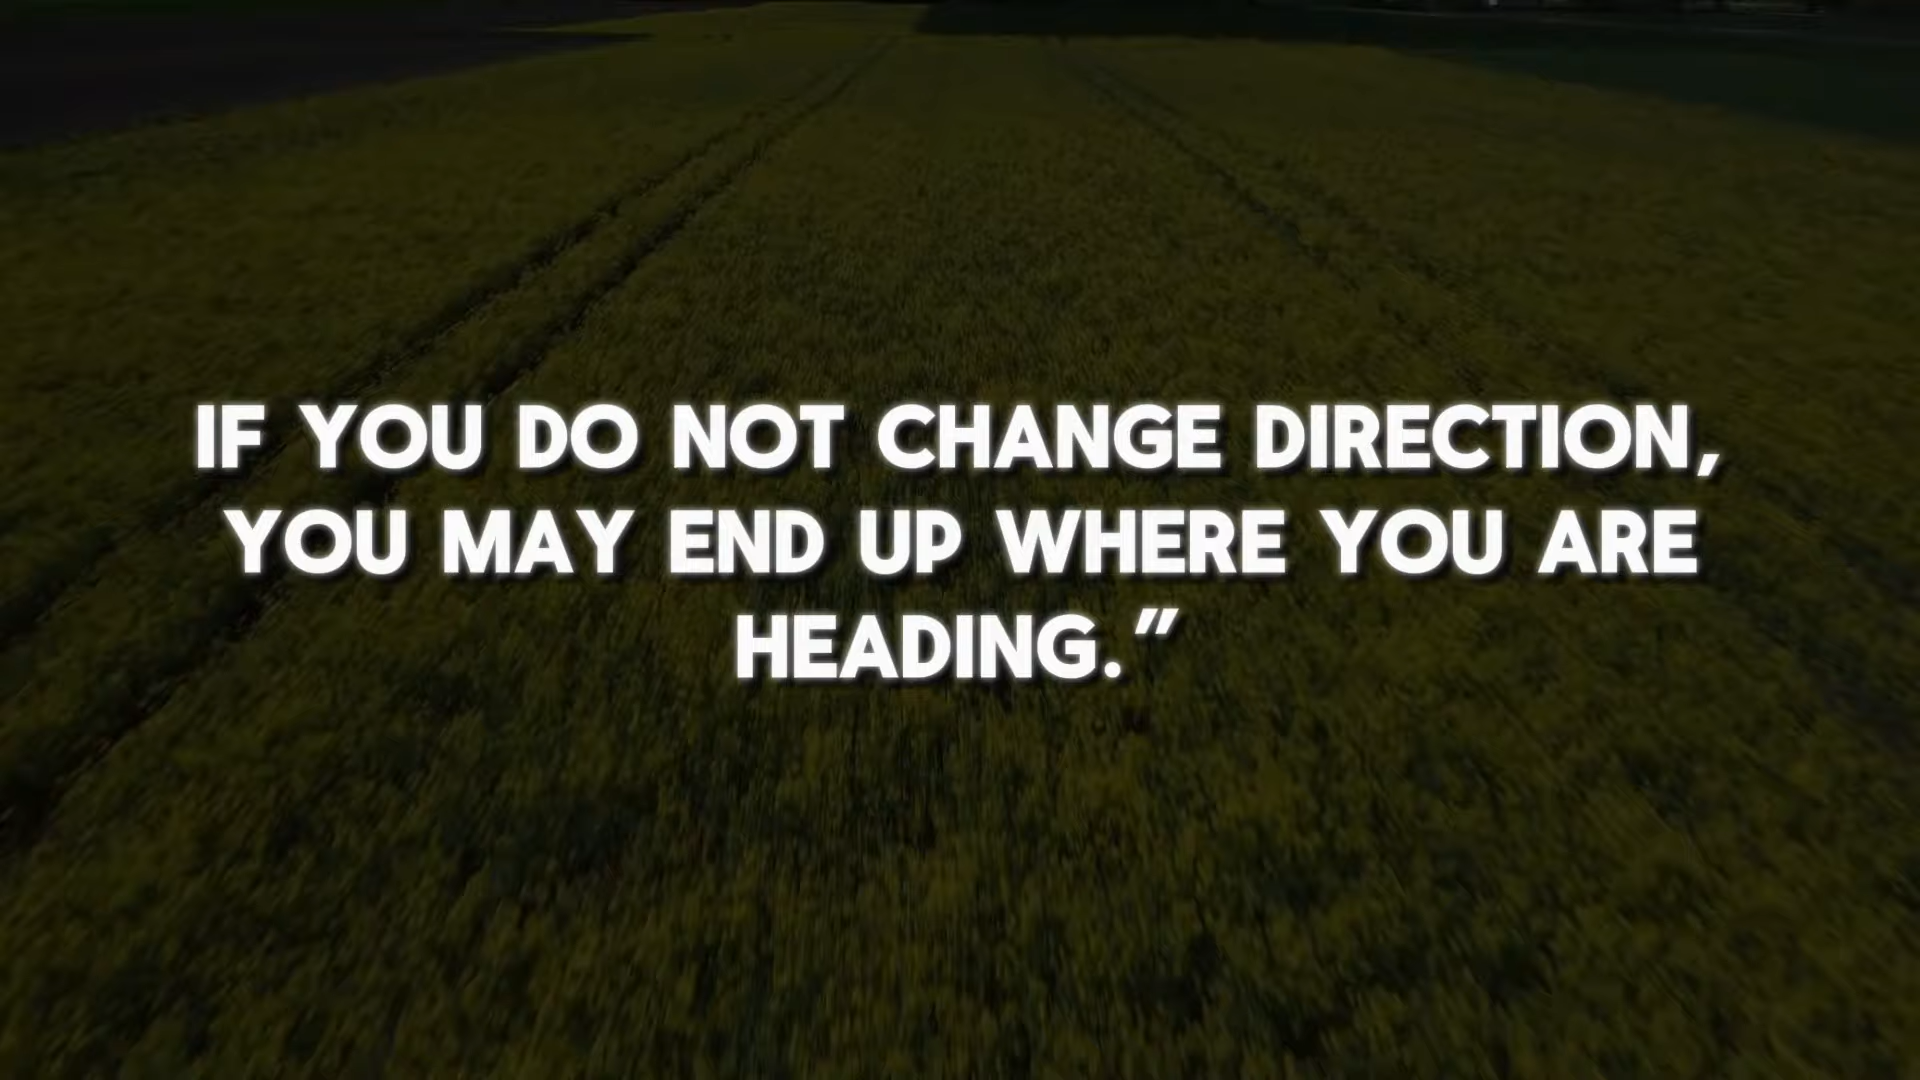 IF YOU DO NOT CHANGE DIRECTION,
YOU MAY END UP WHERE YOU ARE
HEADING.”